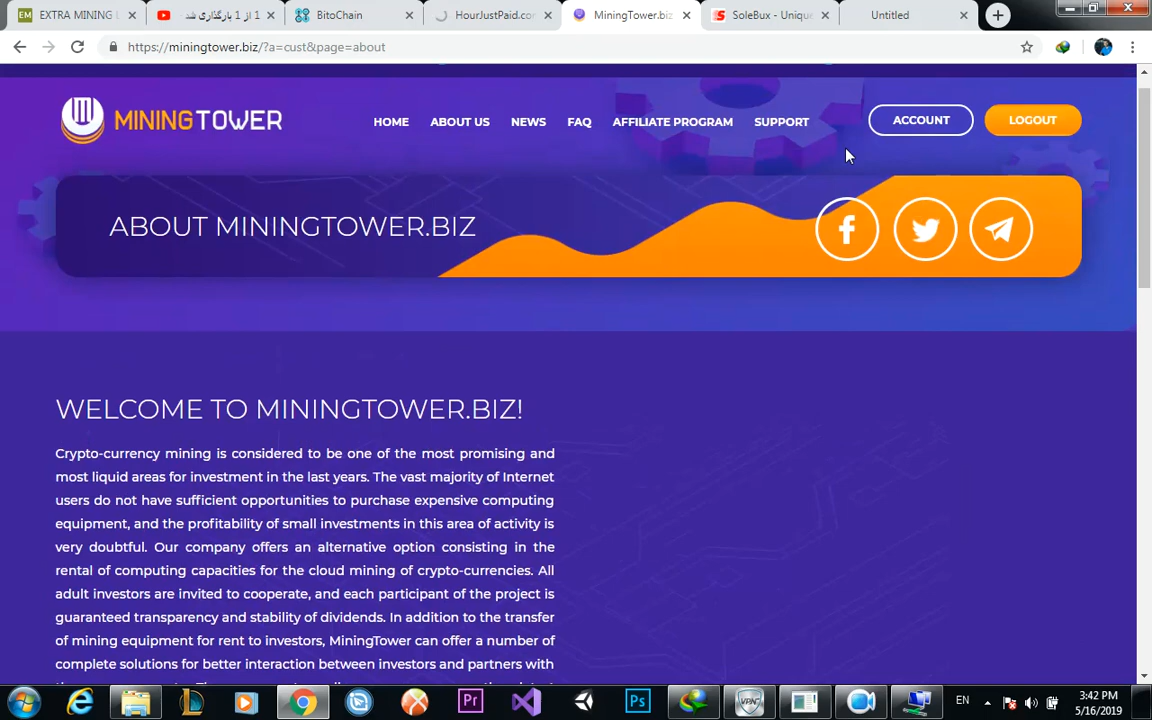 EXTRA MINING L
1 از 1 بارگذاری شد
BitoChain
HourJustPaid.co
MiningTower.biz
SoleBux - Uniqu
Untitled
https://miningtower.biz/?a=cust&page=about
MININGTOWER
HOME
ABOUT US
NEWS
FAQ
AFFILIATE PROGRAM
SUPPORT
ACCOUNT
LOGOUT
ABOUT MININGTOWER.BIZ
WELCOME TO MININGTOWER.BIZ!
Crypto-currency mining is considered to be one of the most promising and
most liquid areas for investment in the last years. The vast majority of Internet
users do not have sufficient opportunities to purchase expensive computing
equipment, and the profitability of small investments in this area of activity is
very doubtful. Our company offers an alternative option consisting in the
rental of computing capacities for the cloud mining of crypto-currencies. All
adult investors are invited to cooperate, and each participant of the project is
guaranteed transparency and stability of dividends. In addition to the transfer
of mining equipment for rent to investors, MiningTower can offer a number of
complete solutions for better interaction between investors and partners with
Pr
Ps
VPN
EN
3:42 PM
5/16/2019